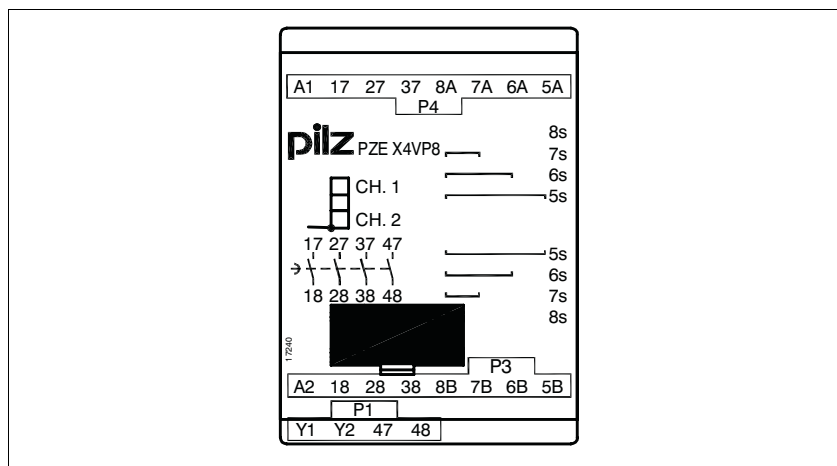 A1 17 27 37 8A 7A 6A 5A
P4
pilz PZE X4VP8
8s
7s
6s
5s
CH. 1
CH. 2
17 27 37 47
18 28 38 48
5s
6s
7s
8s
17240
P3
A2 18 28 38 8B 7B 6B 5B
P1
Y1 Y2 47 48